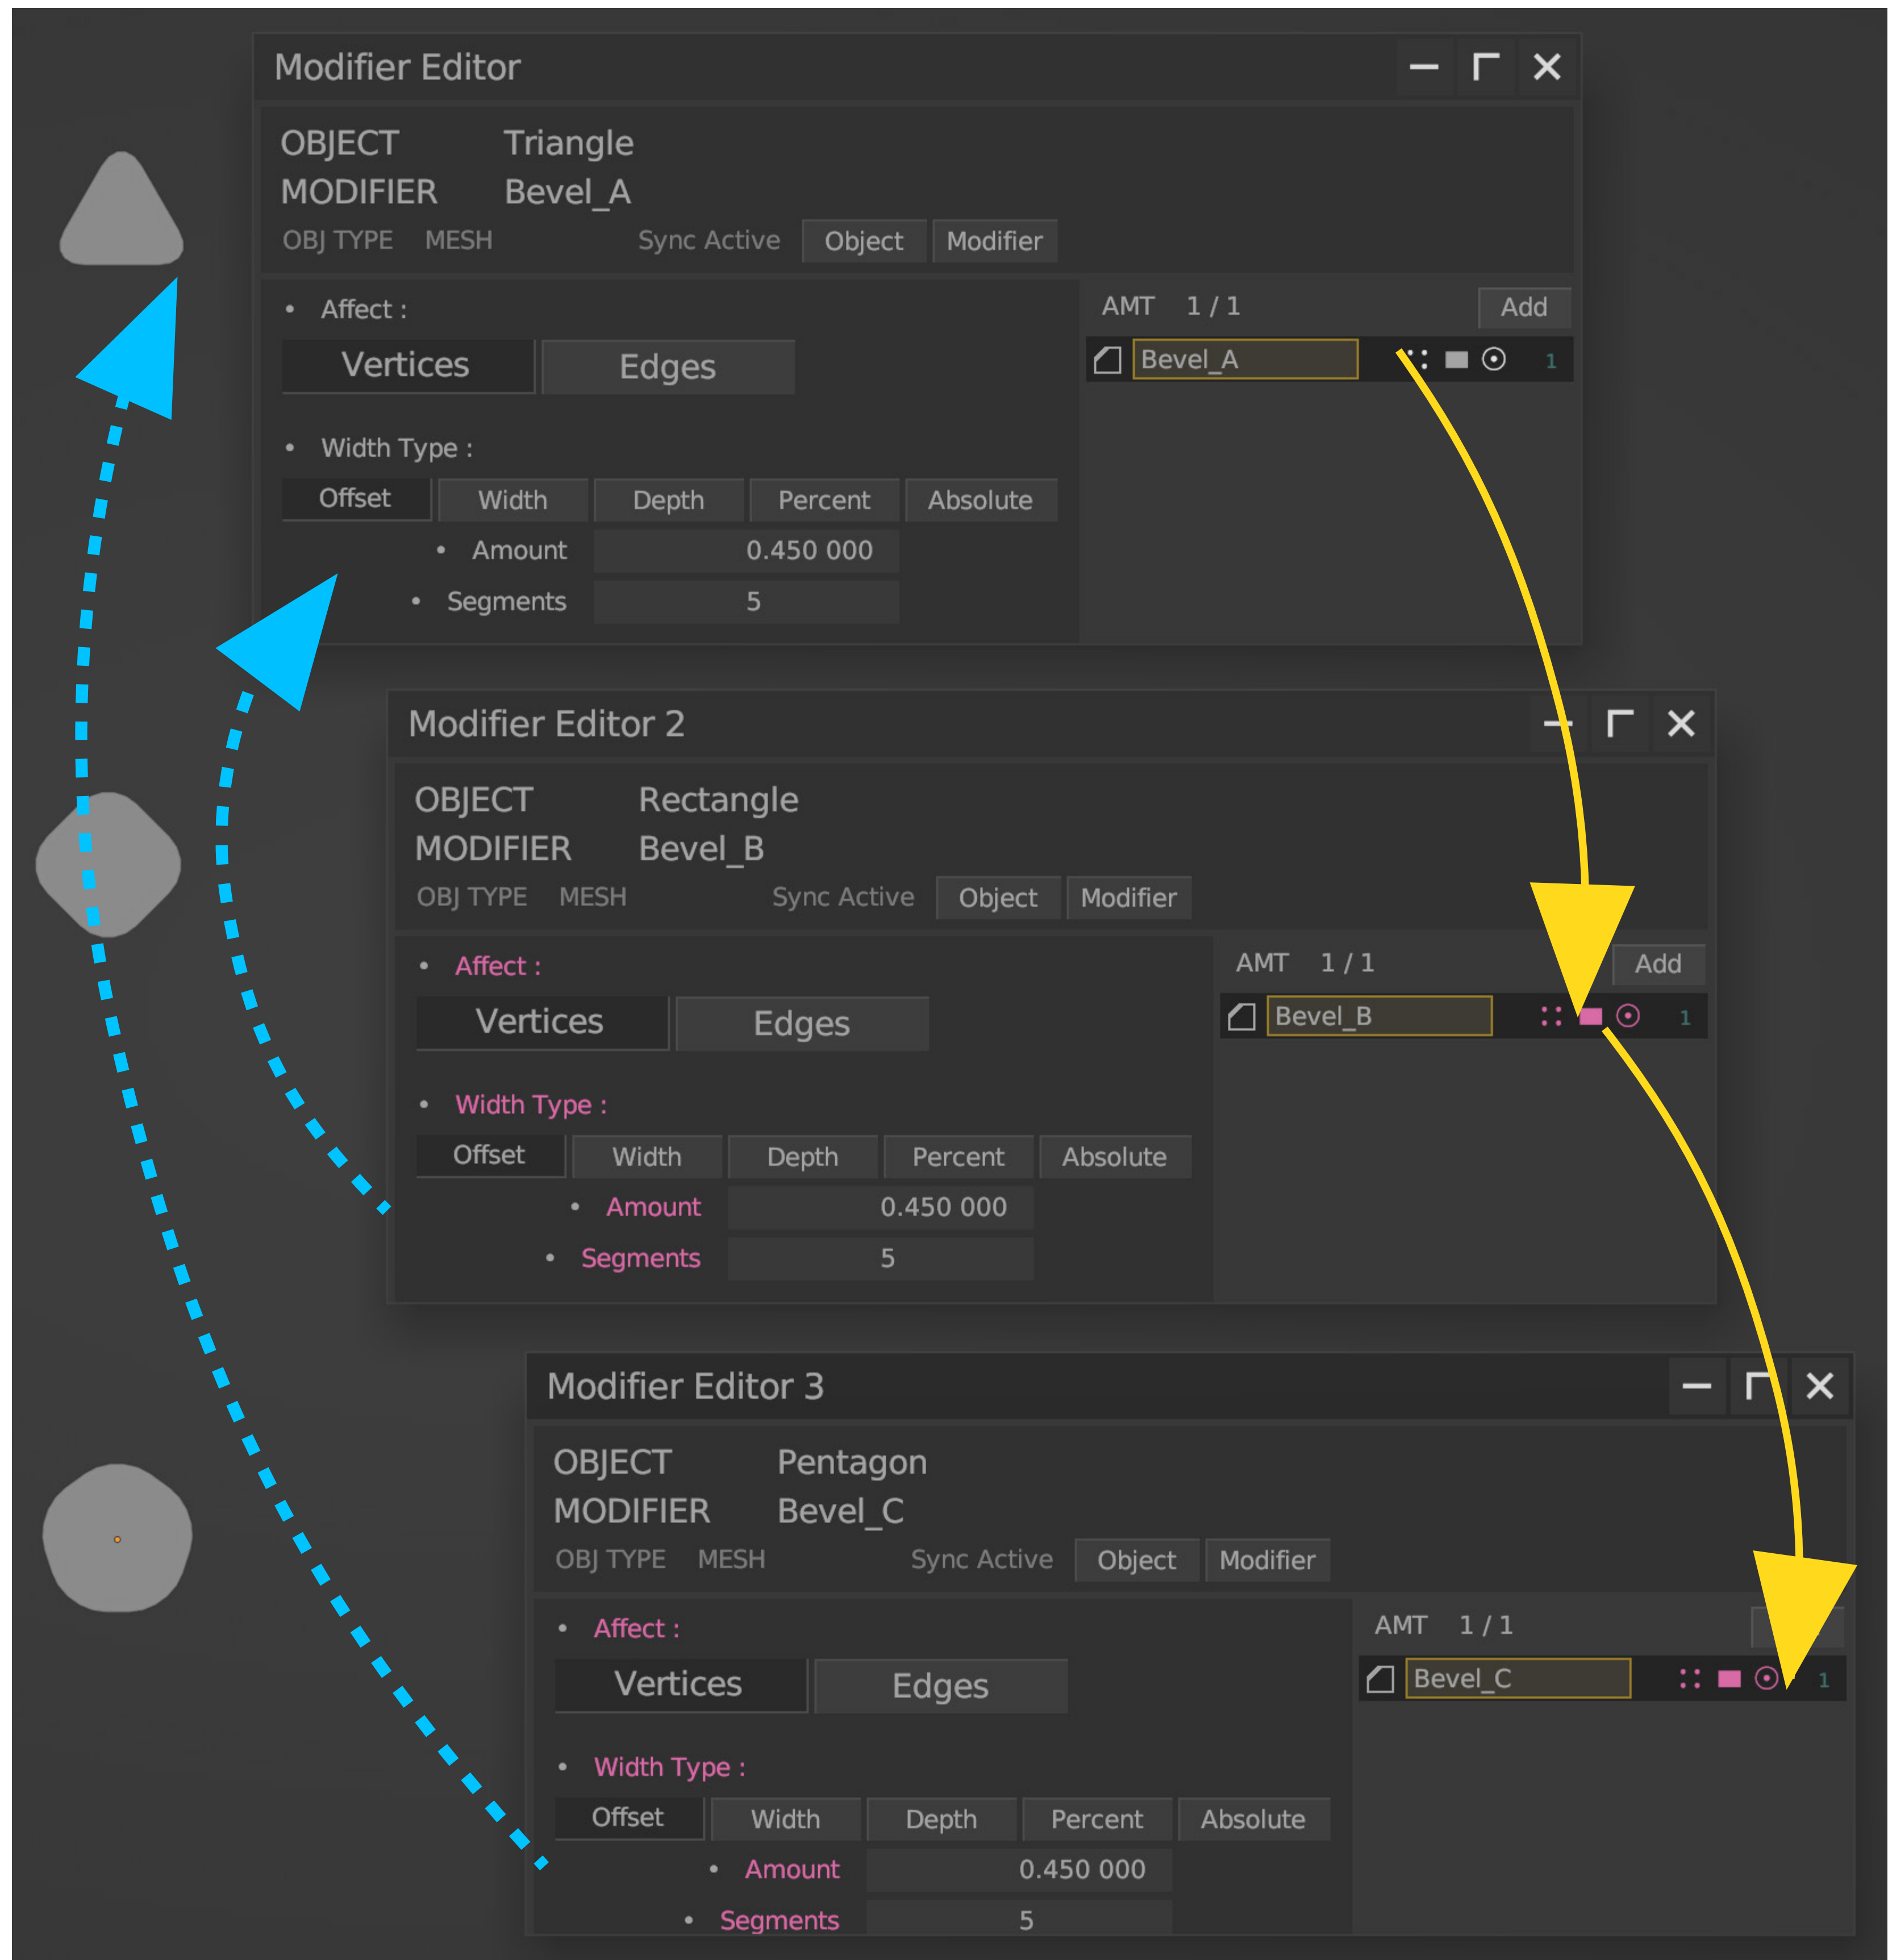 Modifier Editor
OBJECT Triangle
MODIFIER Bevel_A
OBJ TYPE MESH Sync Active Object Modifier
• Affect :
Vertices Edges
• Width Type :
Offset Width Depth Percent Absolute
• Amount 0.450 000
• Segments 5
AMT 1 / 1 Add
Bevel_A 1
Modifier Editor 2
OBJECT Rectangle
MODIFIER Bevel_B
OBJ TYPE MESH Sync Active Object Modifier
• Affect :
Vertices Edges
• Width Type :
Offset Width Depth Percent Absolute
• Amount 0.450 000
• Segments 5
AMT 1 / 1 Add
Bevel_B 1
Modifier Editor 3
OBJECT Pentagon
MODIFIER Bevel_C
OBJ TYPE MESH Sync Active Object Modifier
• Affect :
Vertices Edges
• Width Type :
Offset Width Depth Percent Absolute
• Amount 0.450 000
• Segments 5
AMT 1 / 1
Bevel_C 1